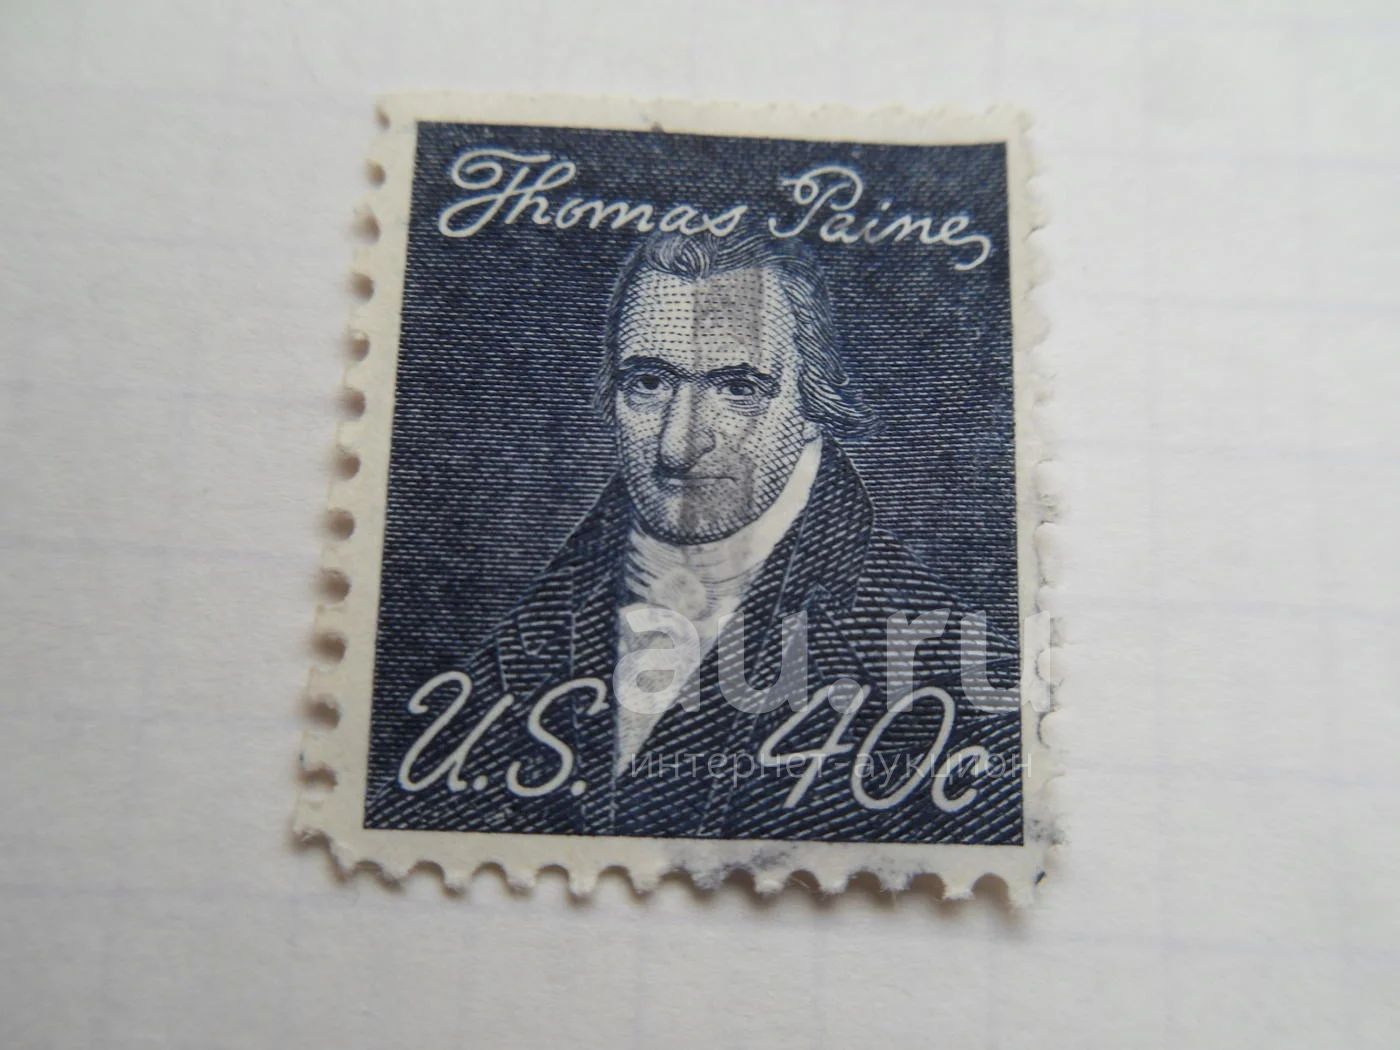 Thomas Paine
au.ru
U.S. 40c
интернет-аукцион